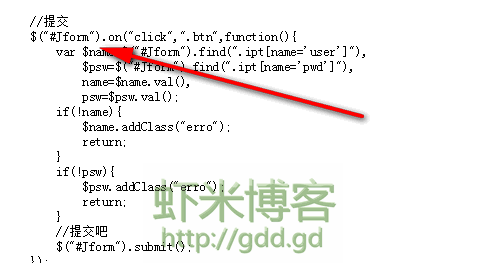 //提交
$("#Jform").on("click",".btn",function(){
var $name=$("#Jform").find(".ipt[name='user']"),
$psw=$("#Jform").find(".ipt[name='pwd']"),
name=$name.val(),
psw=$psw.val();
if(!name){
$name.addClass("erro");
return;
}
if(!psw){
$psw.addClass("erro");
return;
}
//提交吧
$("#Jform").submit();
});
虾米博客
http://gdd.gd